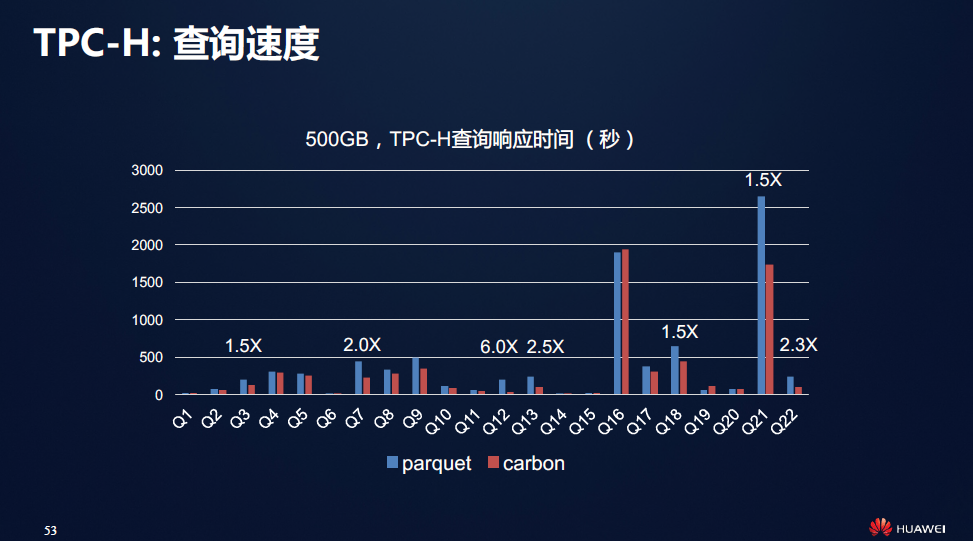 TPC-H: 查询速度
500GB，TPC-H查询响应时间 （ 秒 ）
3000
2500
2000
1500
1000
500
0
1.5X
2.0X
6.0X
2.5X
1.5X
1.5X
2.3X
Q1
Q2
Q3
Q4
Q5
Q6
Q7
Q8
Q9
Q10
Q11
Q12
Q13
Q14
Q15
Q16
Q17
Q18
Q19
Q20
Q21
Q22
parquet
carbon
53
HUAWEI